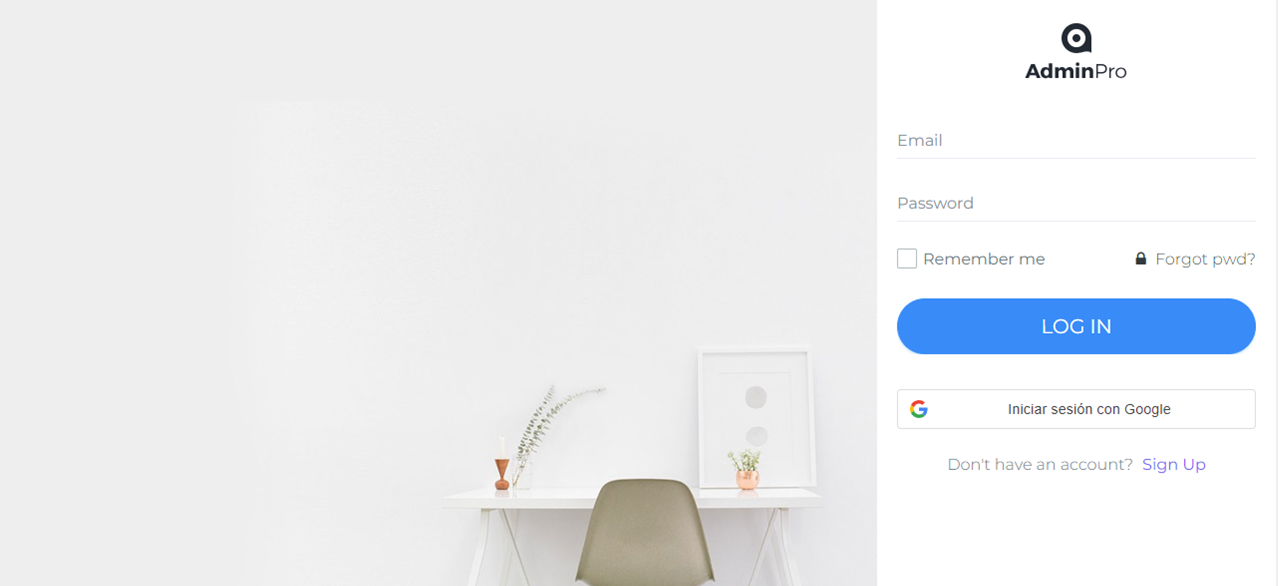 AdminPro
Email
Password
Remember me
Forgot pwd?
LOG IN
Iniciar sesión con Google
Don't have an account? Sign Up